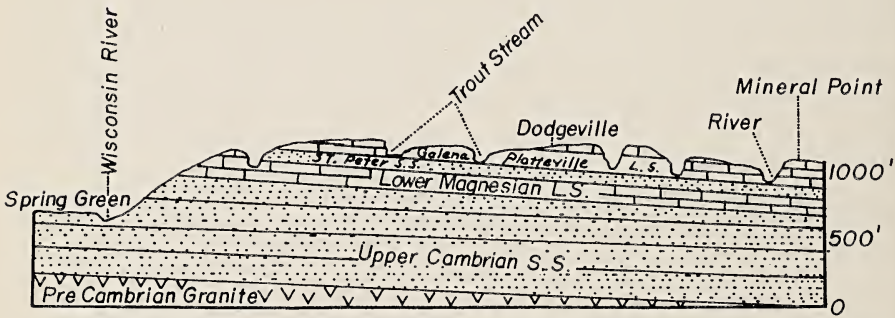 Wisconsin River
Trout Stream
Mineral Point
Dodgeville
River
St. Peter S.S.
Galena
Platteville
L.S.
1000'
Lower Magnesian L.S.
Spring Green
500'
Upper Cambrian S.S.
Pre Cambrian Granite
0